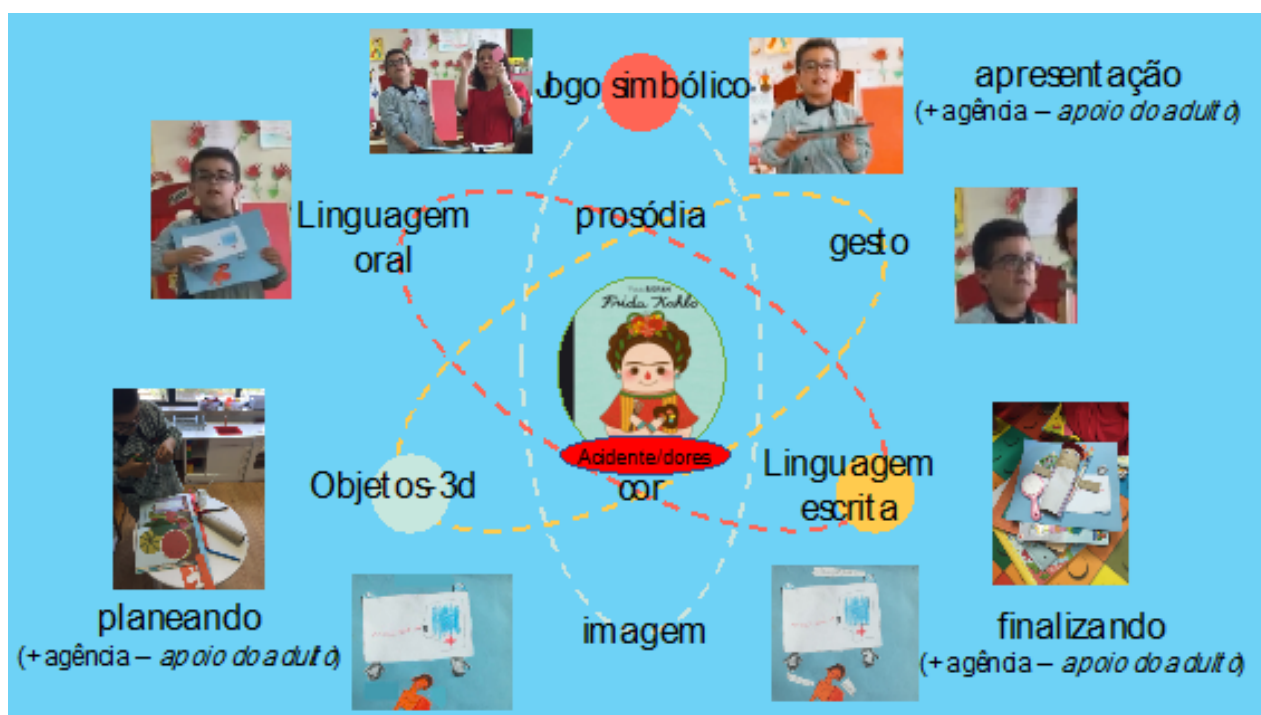 Jogo simbólico
apresentação
(+ agência – apoio do adulto)
Linguagem
oral
prosódia
gesto
Frida Kahlo
Acidente/dores
Objetos-3d
cor
Linguagem
escrita
planeando
(+ agência – apoio do adulto)
imagem
finalizando
(+ agência – apoio do adulto)